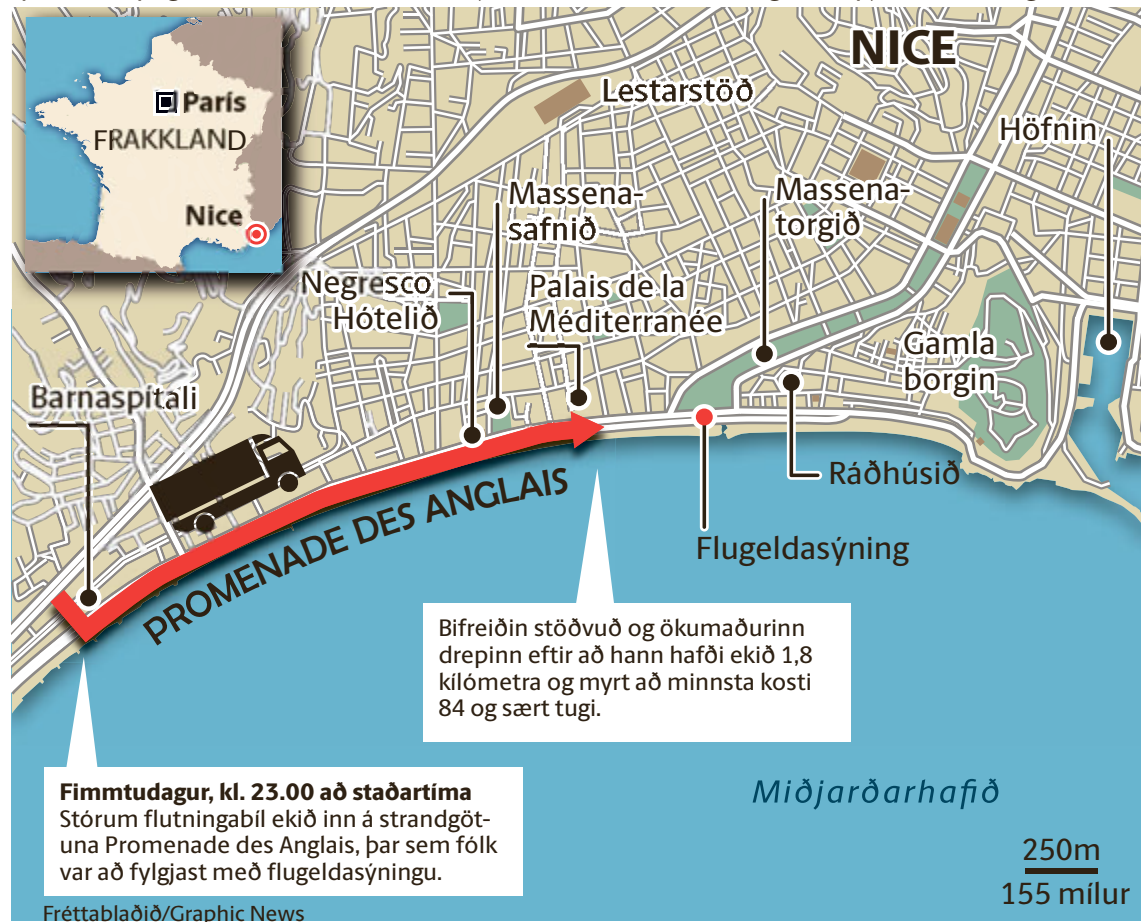 NICE
París
FRAKKLAND
Nice
Lestarstöð
Höfnin
Massena-
safnið
Massena-
torgið
Negresco
Hótelið
Palais de la
Méditerranée
Gamla
borgin
Barnaspítali
Ráðhúsið
Flugeldasýning
PROMENADE DES ANGLAIS
Bifreiðin stöðvuð og ökumaðurinn
drepinn eftir að hann hafði ekið 1,8
kílómetra og myrt að minnsta kosti
84 og sært tugi.
Fimmtudagur, kl. 23.00 að staðartíma
Stórum flutningabíl ekið inn á strandgöt-
una Promenade des Anglais, þar sem fólk
var að fylgjast með flugeldasýningu.
Miðjarðarhafið
250m
155 mílur
Fréttablaðið/Graphic News